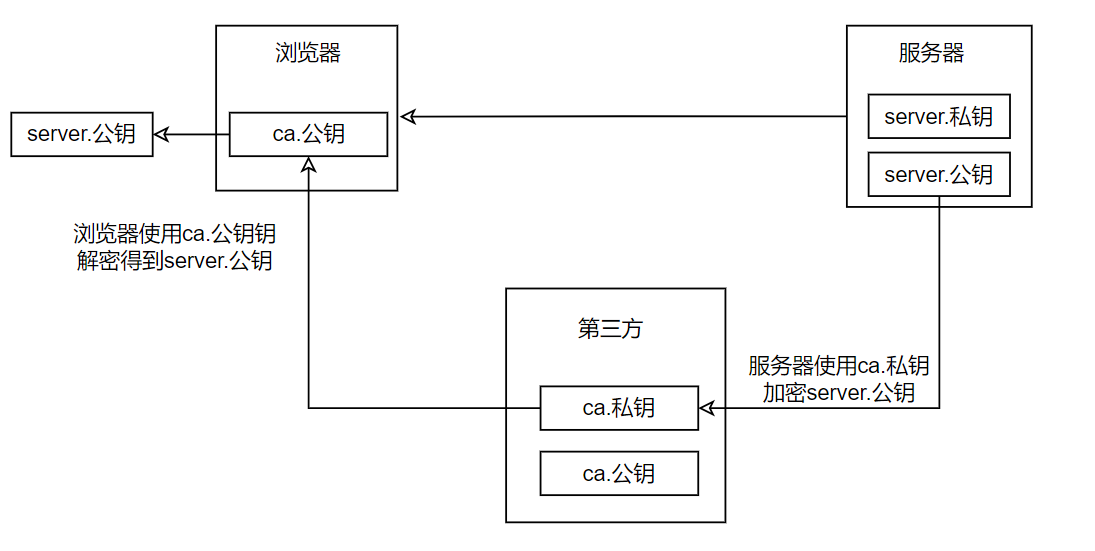 浏览器
服务器
server.公钥
ca.公钥
server.私钥
server.公钥
浏览器使用ca.公钥钥
解密得到server.公钥
第三方
服务器使用ca.私钥
加密server.公钥
ca.私钥
ca.公钥